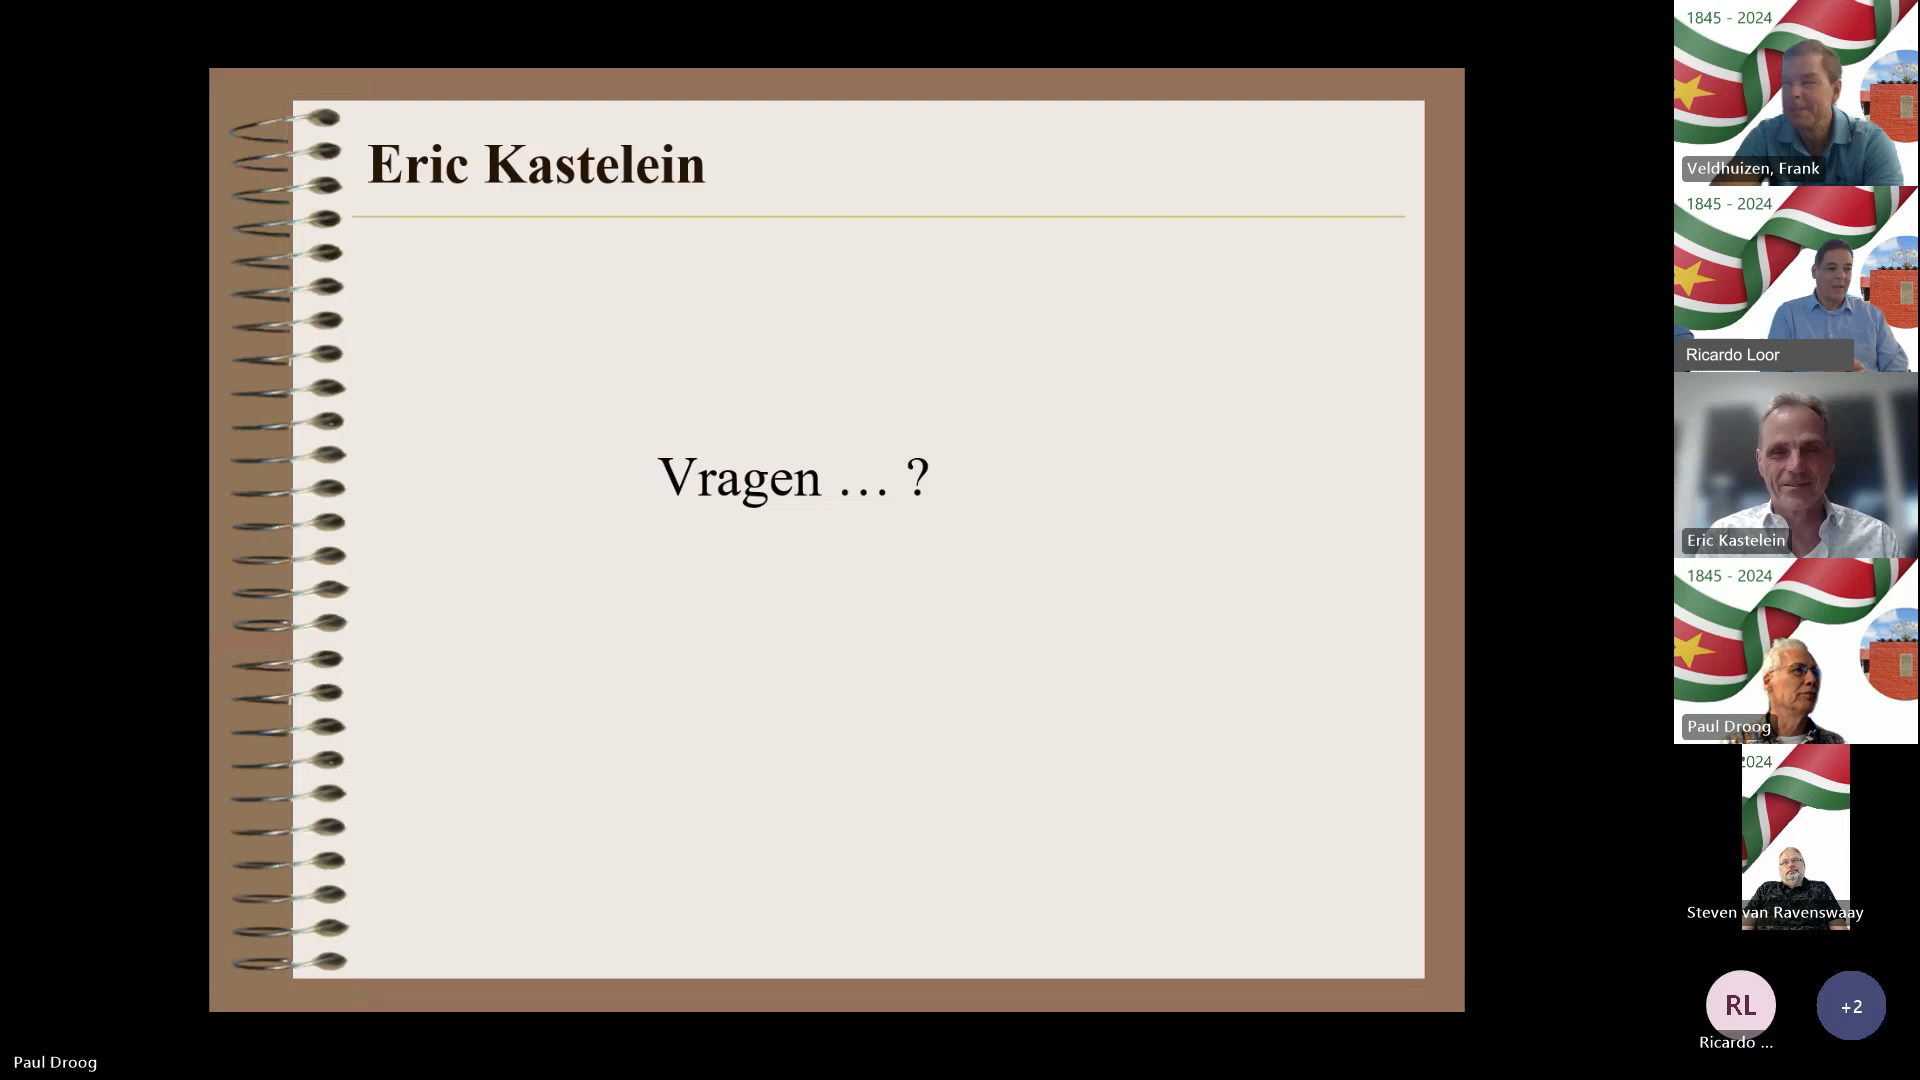 Eric Kastelein
Vragen … ?
1845 - 2024
Veldhuizen, Frank
1845 - 2024
Ricardo Loor
Eric Kastelein
1845 - 2024
Paul Droog
2024
Steven van Ravenswaay
RL
+2
Ricardo ...
Paul Droog